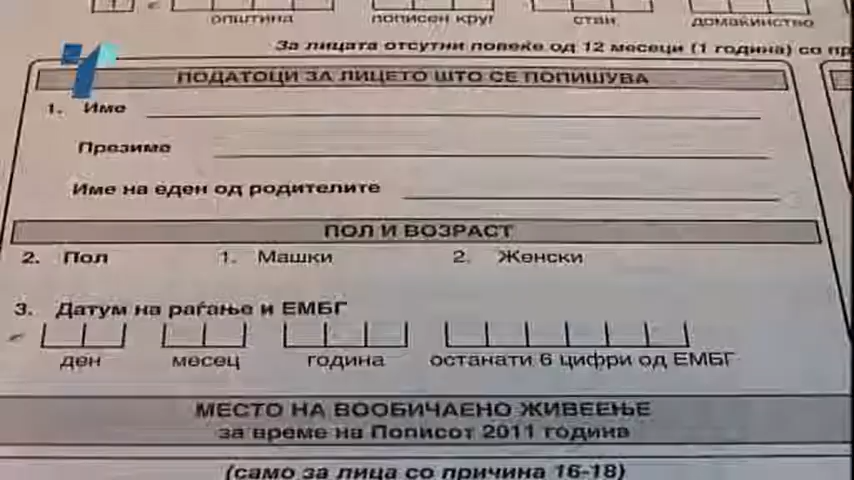 1
општина пописен круг стан домаќинство
За лицата отсутни повеќе од 12 месеци (1 година) со
ПОДАТОЦИ ЗА ЛИЦЕТО ШТО СЕ ПОПИШУВА
1. Име
Презиме
Име на еден од родителите
ПОЛ И ВОЗРАСТ
2. Пол 1. Машки 2. Женски
3. Датум на раѓање и ЕМБГ
ден месец година останати 6 цифри од ЕМБГ
МЕСТО НА ВООБИЧАЕНО ЖИВЕЕЊЕ
за време на Пописот 2011 година
(само за лица со причина 16-18)